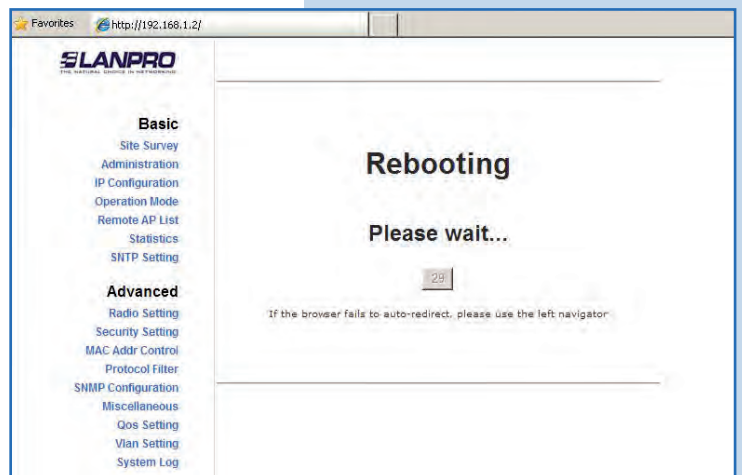 Favorites http://192.168.1.2/
LANPRO
THE NATURAL CHOICE IN NETWORKING
Basic
Site Survey
Administration
IP Configuration
Operation Mode
Remote AP List
Statistics
SNTP Setting
Advanced
Radio Setting
Security Setting
MAC Addr Control
Protocol Filter
SNMP Configuration
Miscellaneous
Qos Setting
Vlan Setting
System Log
Rebooting
Please wait...
29
If the browser fails to auto-redirect, please use the left navigator